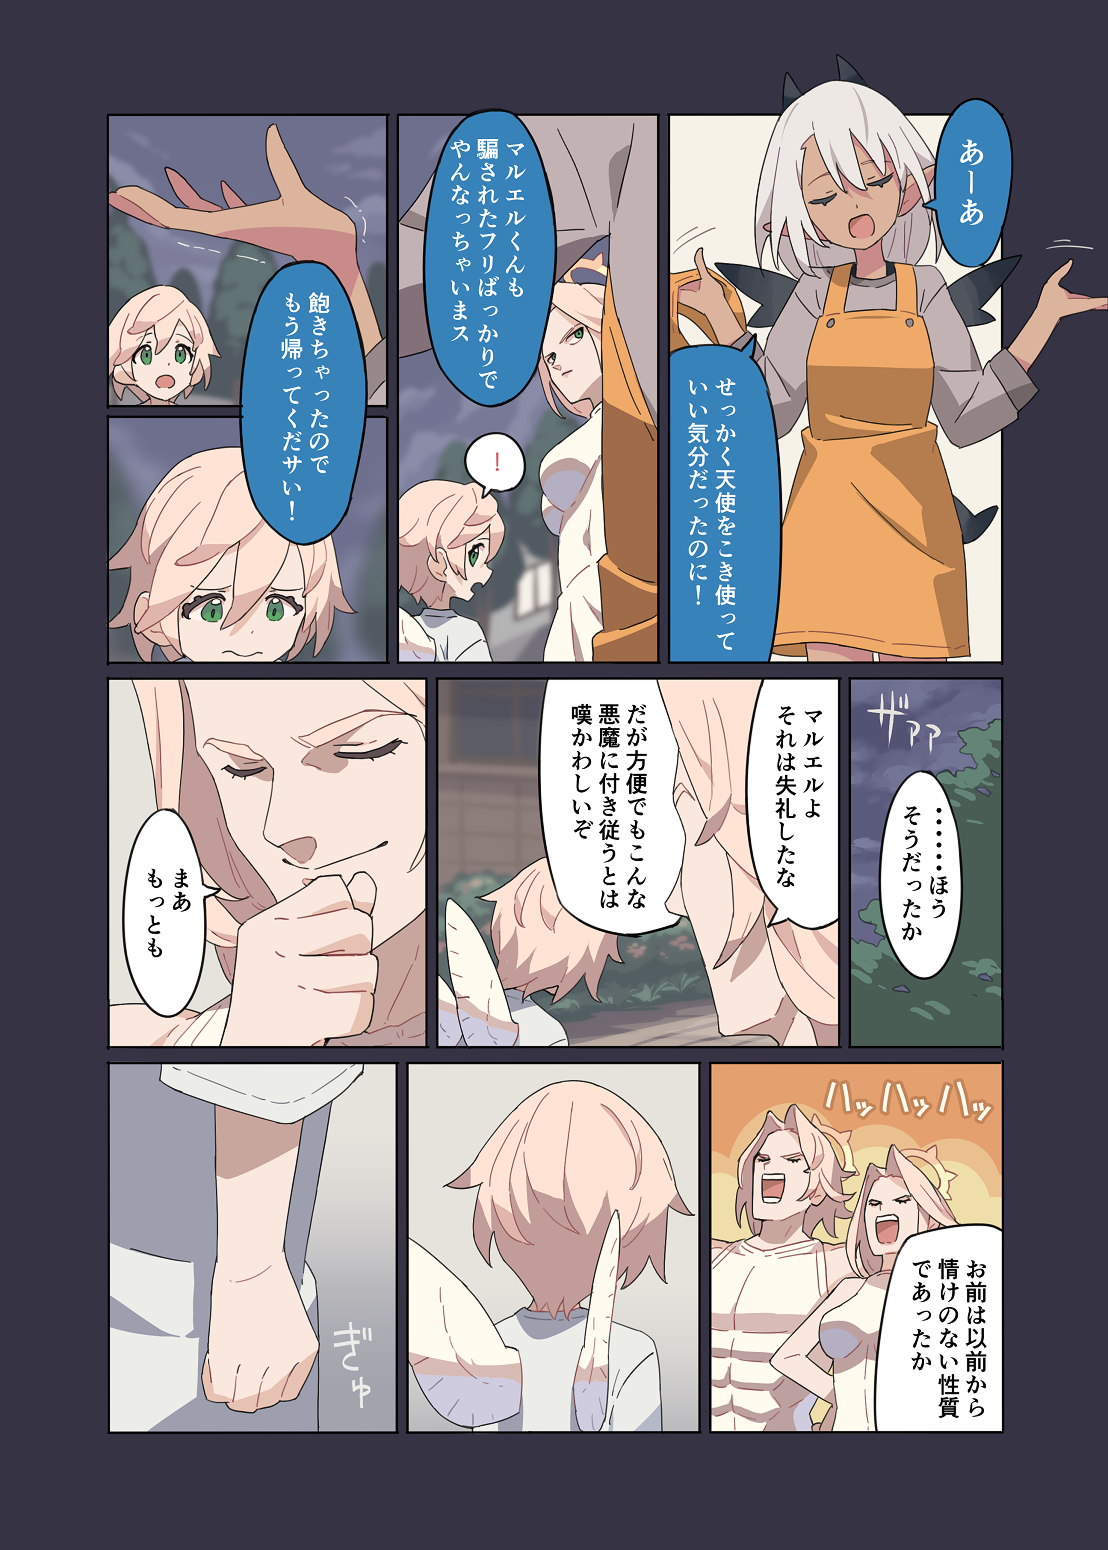 あーあ
せっかく天使をこき使って
いい気分だったのに！
マルエルくんも
騙されたフリばっかりで
やんなっちゃいまス
！
飽きちゃったので
もう帰ってくだサい！
ザァァ
・・・・・・ほう
そうだったか
マルエルよ
それは失礼したな
だが方便でもこんな
悪魔に付き従うとは
嘆かわしいぞ
まあ
もっとも
ハッハッハッ
お前は以前から
情けのない性質
であったか
ぎゅ